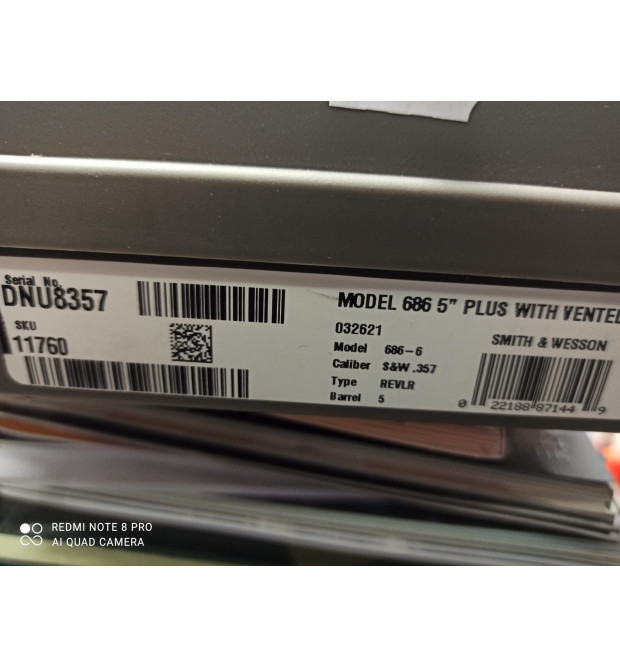 Serial No.
DNU8357
SKU
11760
MODEL 686 5" PLUS WITH VENTED
032621
Model 686-6
Caliber S&W .357
Type REVLR
Barrel 5
SMITH & WESSON
0 22188 87144 9
REDMI NOTE 8 PRO
AI QUAD CAMERA